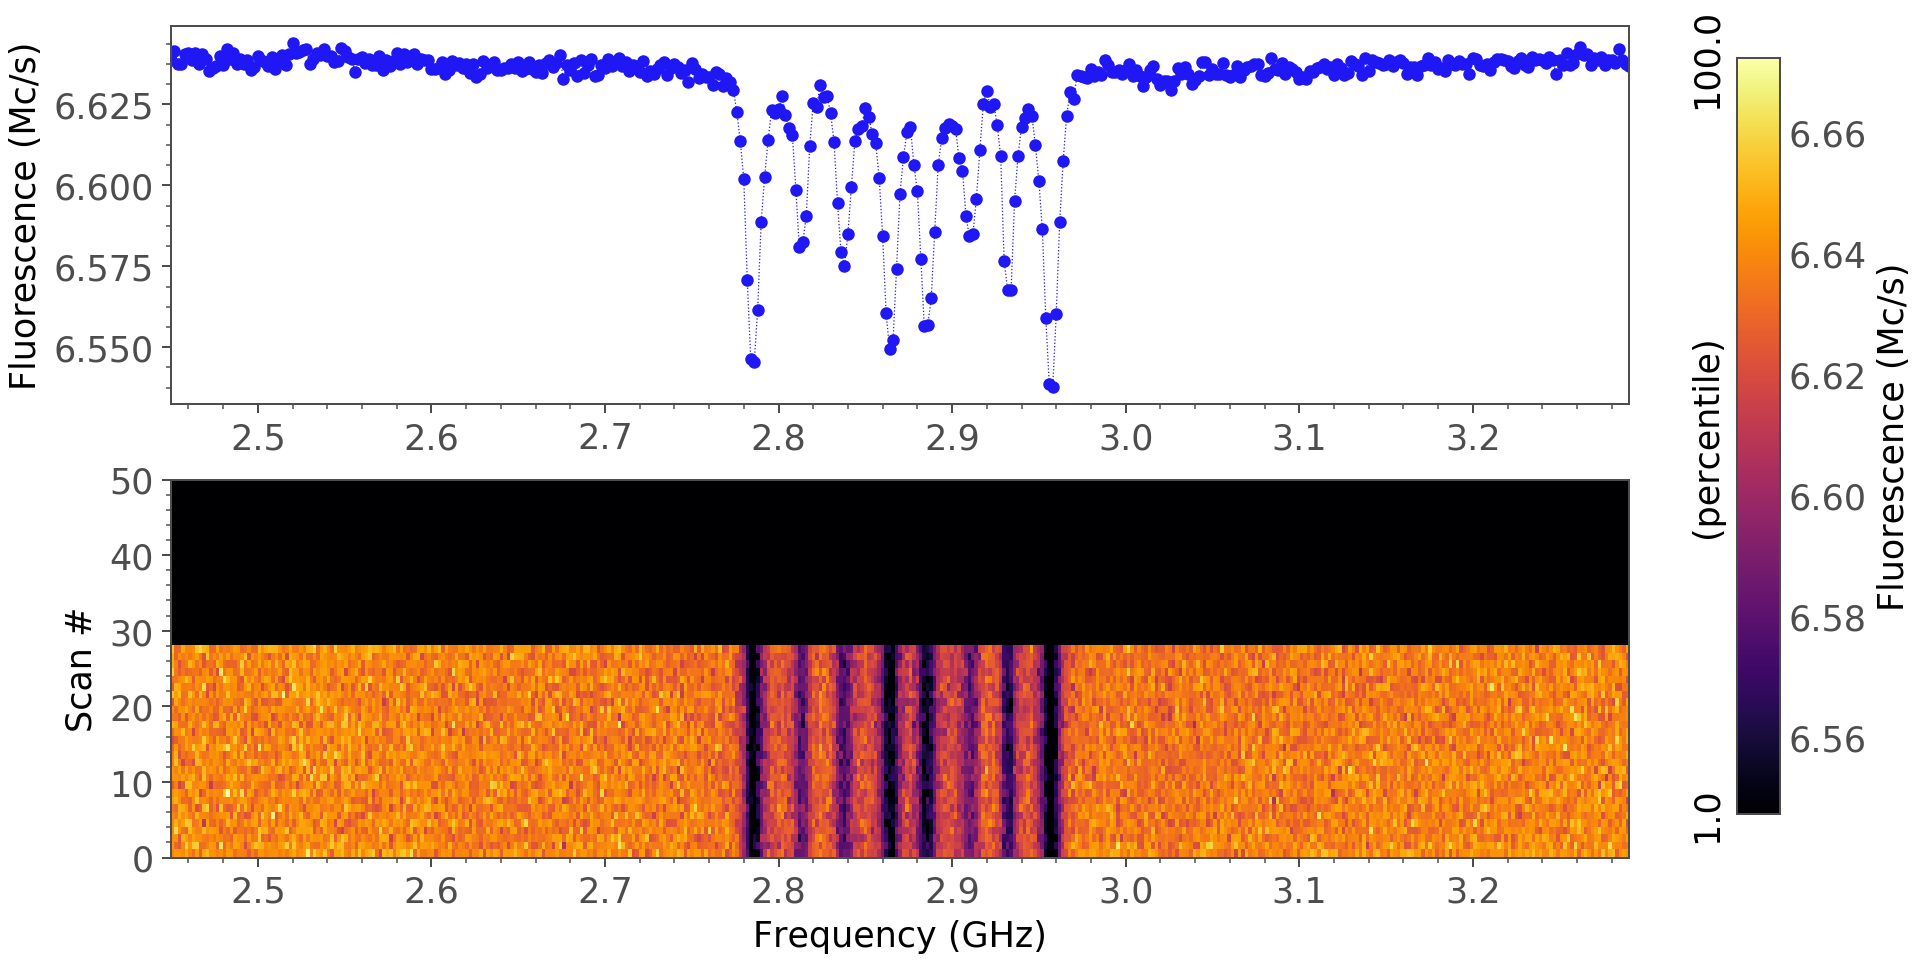 Fluorescence (Mc/s)
6.625
6.600
6.575
6.550
2.5 2.6 2.7 2.8 2.9 3.0 3.1 3.2
Scan #
50
40
30
20
10
0
2.5 2.6 2.7 2.8 2.9 3.0 3.1 3.2
Frequency (GHz)
100.0
(percentile)
1.0
6.66
6.64
6.62
6.60
6.58
6.56
Fluorescence (Mc/s)